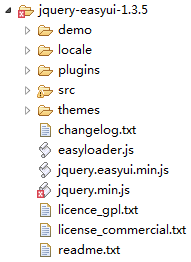 jquery-easyui-1.3.5
demo
locale
plugins
src
themes
changelog.txt
easyloader.js
jquery.easyui.min.js
jquery.min.js
licence_gpl.txt
license_commercial.txt
readme.txt